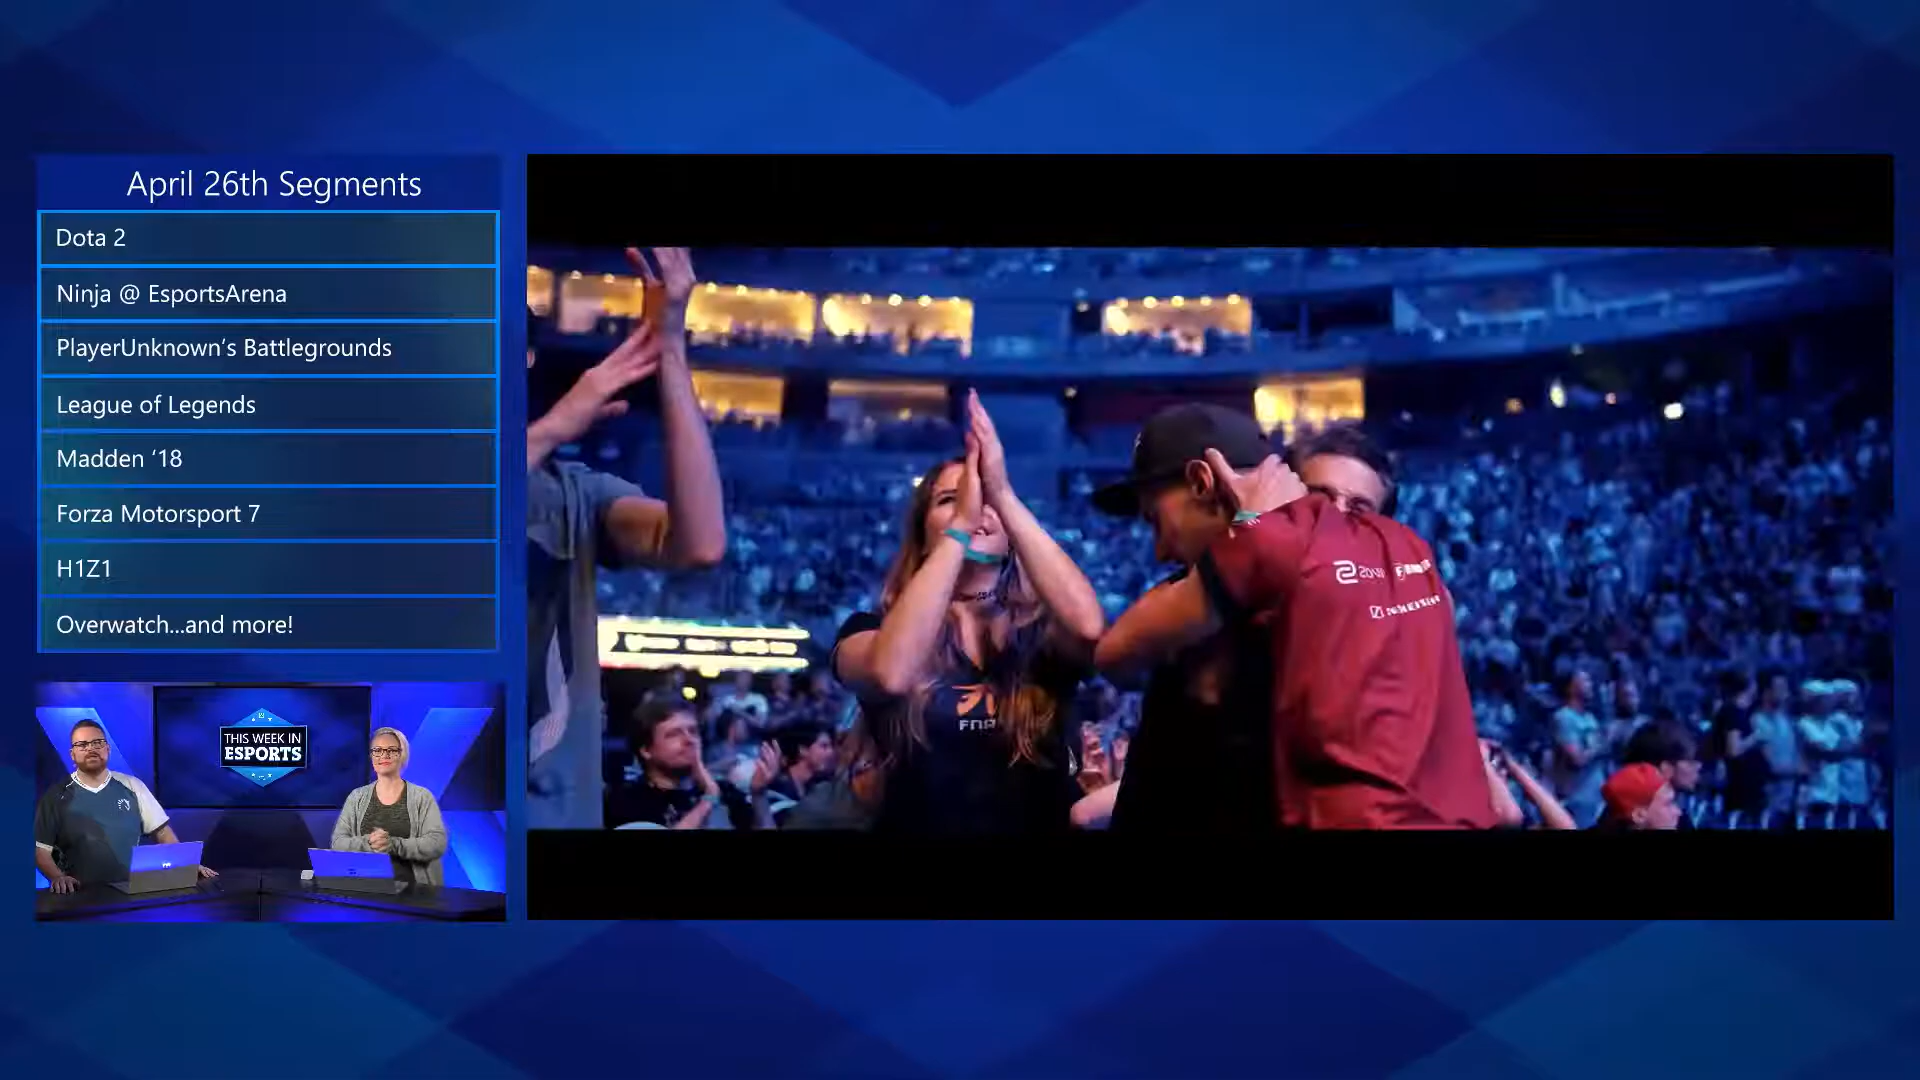 April 26th Segments
Dota 2
Ninja @ EsportsArena
PlayerUnknown’s Battlegrounds
League of Legends
Madden ‘18
Forza Motorsport 7
H1Z1
Overwatch...and more!
THIS WEEK IN
ESPORTS